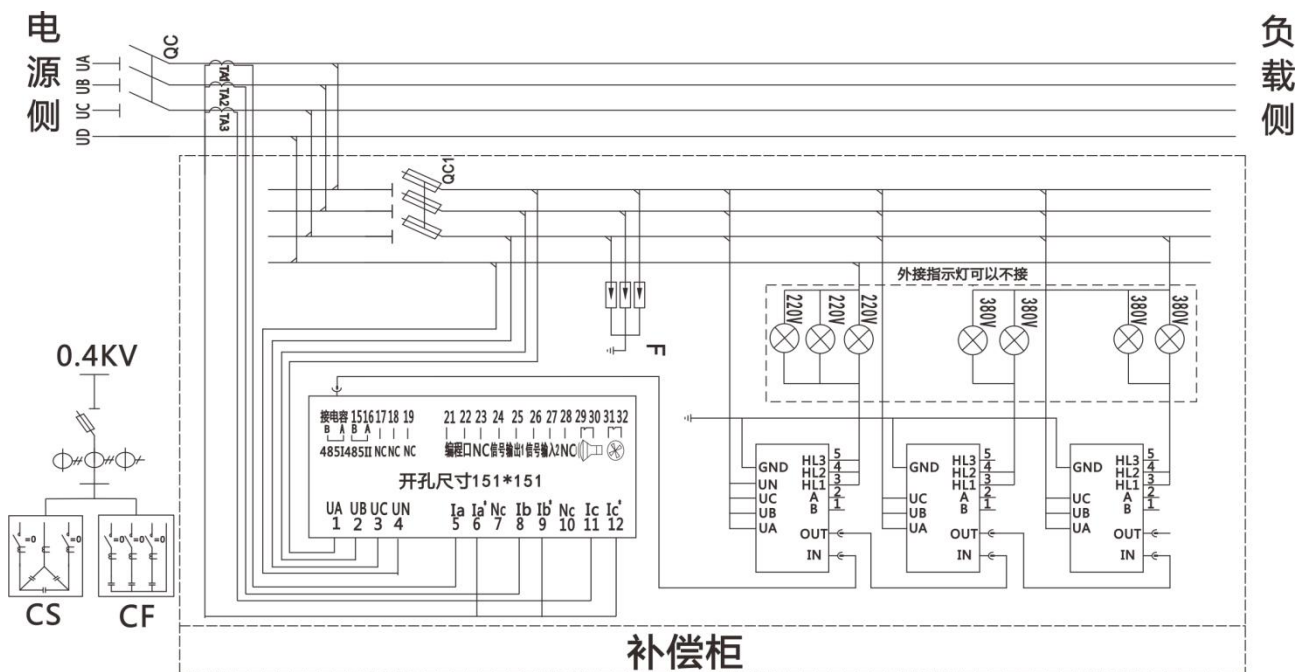 电源侧
负载侧
QC
UA
UB
UC
UD
TA1
TA2
TA3
QC1
外接指示灯可以不接
220V 220V 220V 380V 380V 380V 380V
F
0.4KV
接电容 15 16 17 18 19 21 22 23 24 25 26 27 28 29 30 31 32
B A B A
485I 485II NC NC NC 编程口 NC 信号输出1 信号输入2 NC
开孔尺寸151*151
UA UB UC UN Ia Ia* Nc Ib Ib* Nc Ic Ic*
1 2 3 4 5 6 7 8 9 10 11 12
GND
UN
UC
UB
UA
HL3 5
HL2 4
HL1 3
A 2
B 1
OUT
IN
GND
UC
UB
UA
HL3 5
HL2 4
HL1 3
A 2
B 1
OUT
IN
GND
UC
UB
UA
HL3 5
HL2 4
HL1 3
A 2
B 1
OUT
IN
=0 =0
=0 =0 =0
CS CF
补偿柜